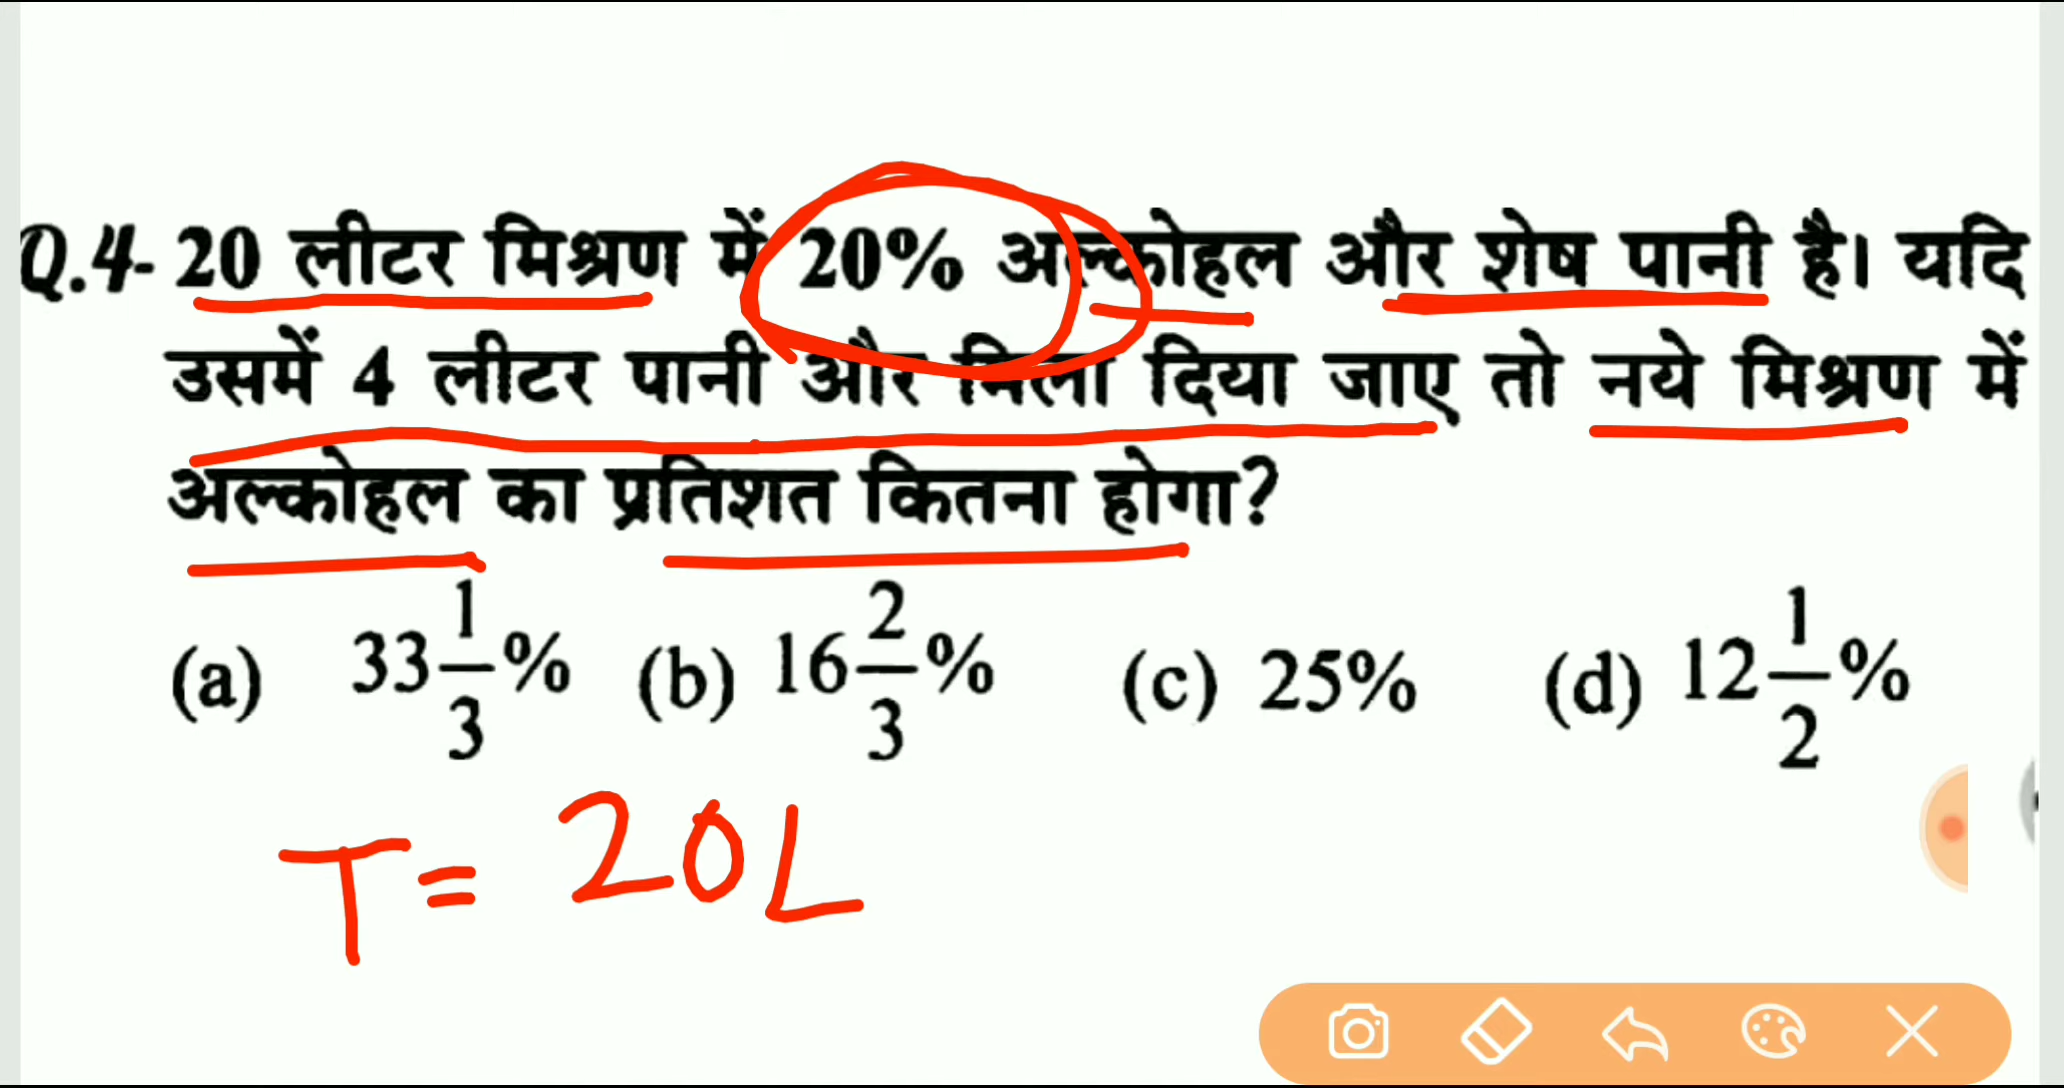 Q.4- 20 लीटर मिश्रण में 20% अल्कोहल और शेष पानी है। यदि
उसमें 4 लीटर पानी और मिला दिया जाए तो नये मिश्रण में
अल्कोहल का प्रतिशत कितना होगा?
(a) 33 1/3 % (b) 16 2/3 % (c) 25% (d) 12 1/2 %
T = 20L